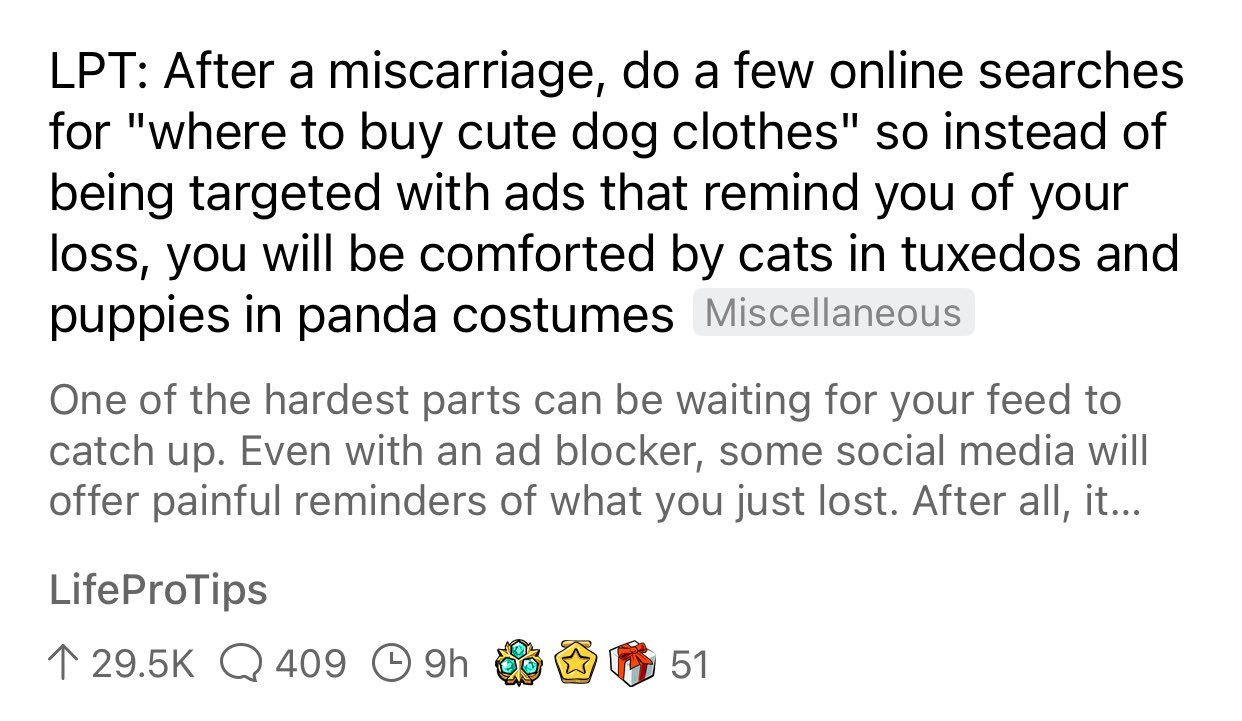 LPT: After a miscarriage, do a few online searches
for "where to buy cute dog clothes" so instead of
being targeted with ads that remind you of your
loss, you will be comforted by cats in tuxedos and
puppies in panda costumes Miscellaneous
One of the hardest parts can be waiting for your feed to
catch up. Even with an ad blocker, some social media will
offer painful reminders of what you just lost. After all, it...
LifeProTips
29.5K 409 9h 51